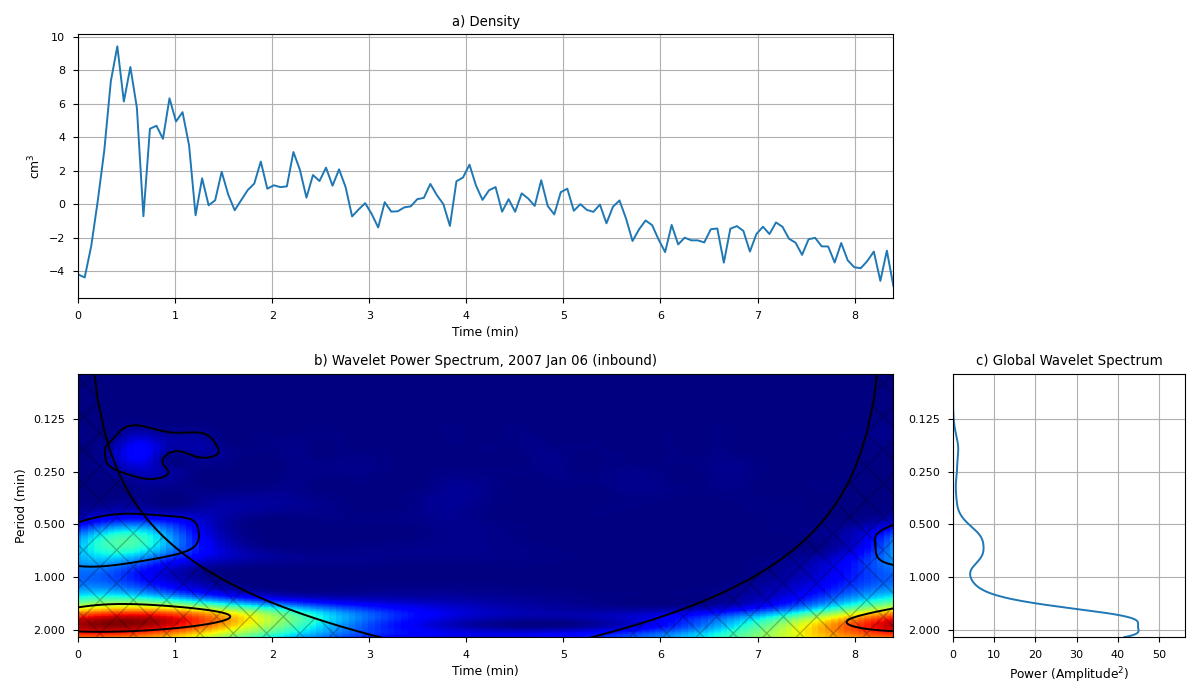 a) Density
10
8
6
4
2
0
−2
−4
cm³
0 1 2 3 4 5 6 7 8
Time (min)
b) Wavelet Power Spectrum, 2007 Jan 06 (inbound)
0.125
0.250
0.500
1.000
2.000
Period (min)
0 1 2 3 4 5 6 7 8
Time (min)
c) Global Wavelet Spectrum
0.125
0.250
0.500
1.000
2.000
0 10 20 30 40 50
Power (Amplitude²)